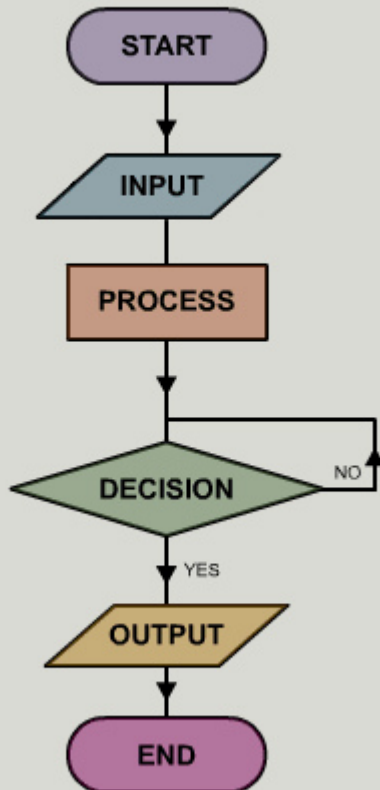 START
INPUT
PROCESS
DECISION
NO
YES
OUTPUT
END